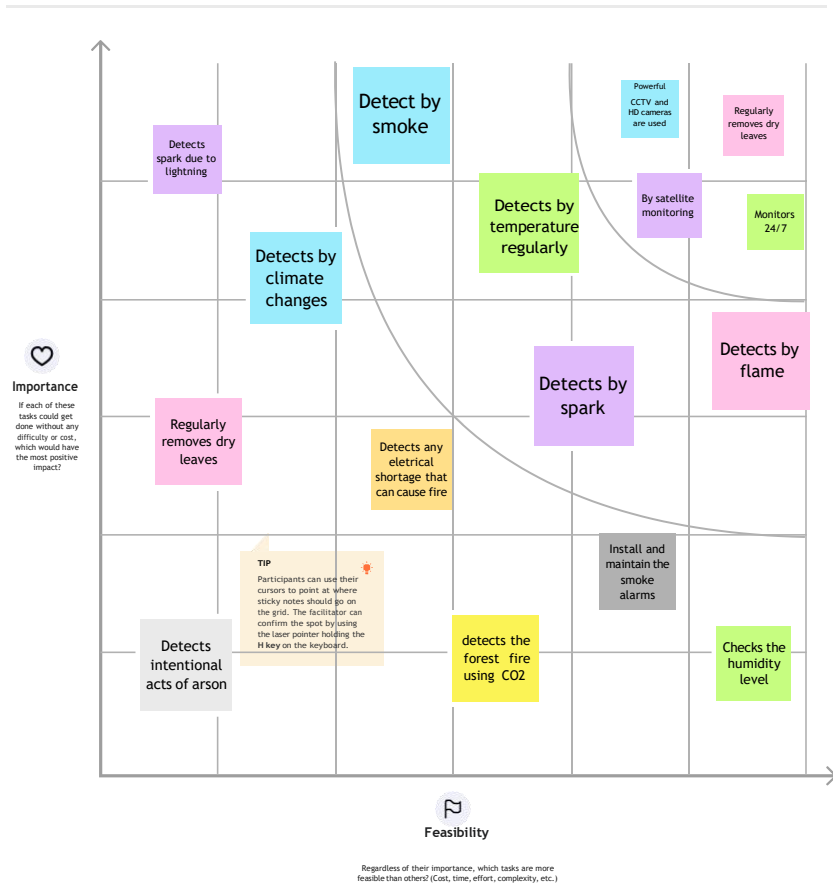 Detect by
smoke
Powerful
CCTV and
HD cameras
are used
Regularly
removes dry
leaves
Detects
spark due to
lightning
Detects by
temperature
regularly
By satellite
monitoring
Monitors
24/7
Detects by
climate
changes
Detects by
flame
Detects by
spark
Importance
If each of these
tasks could get
done without any
difficulty or cost,
which would have
the most positive
impact?
Regularly
removes dry
leaves
Detects any
eletrical
shortage that
can cause fire
TIP
Participants can use their
cursors to point at where
sticky notes should go on
the grid. The facilitator can
confirm the spot by using
the laser pointer holding the
H key on the keyboard.
Install and
maintain the
smoke
alarms
Detects
intentional
acts of arson
detects the
forest fire
using CO2
Checks the
humidity
level
Feasibility
Regardless of their importance, which tasks are more
feasible than others? (Cost, time, effort, complexity, etc.)